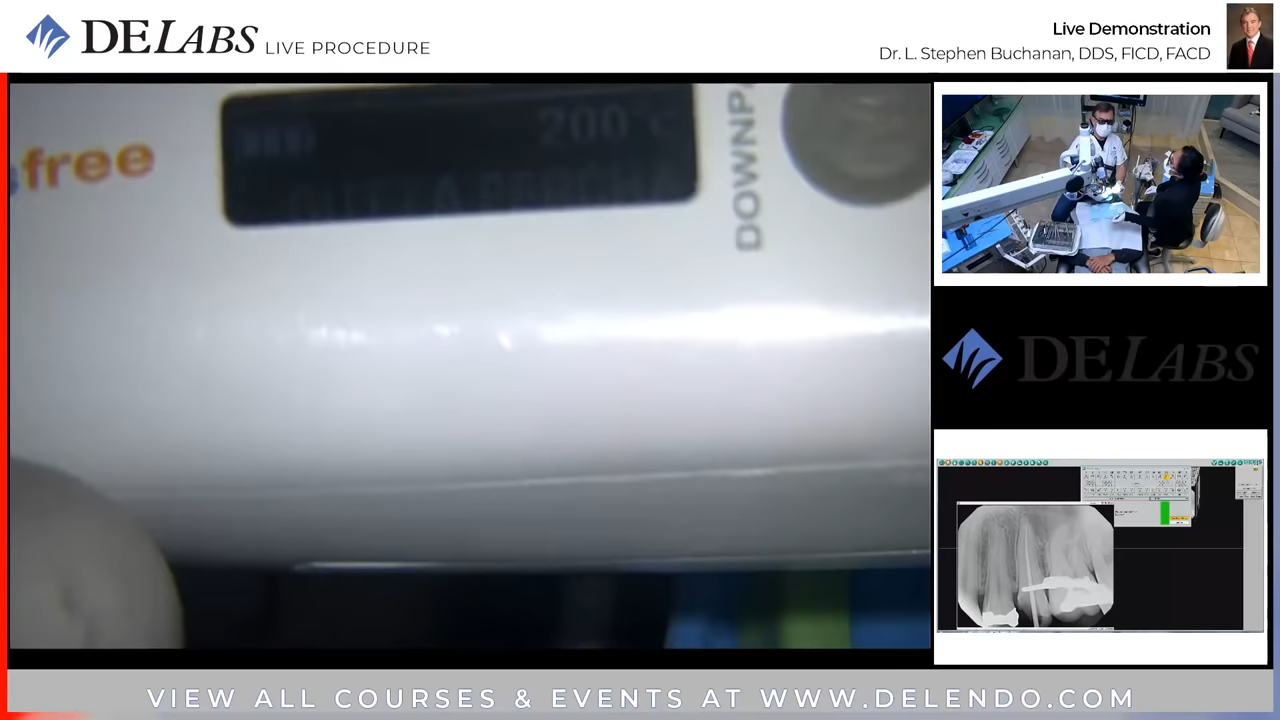 DELABS LIVE PROCEDURE
Live Demonstration
Dr. L. Stephen Buchanan, DDS, FICD, FACD
free
200°C
DELABS
VIEW ALL COURSES & EVENTS AT WWW.DELENDO.COM